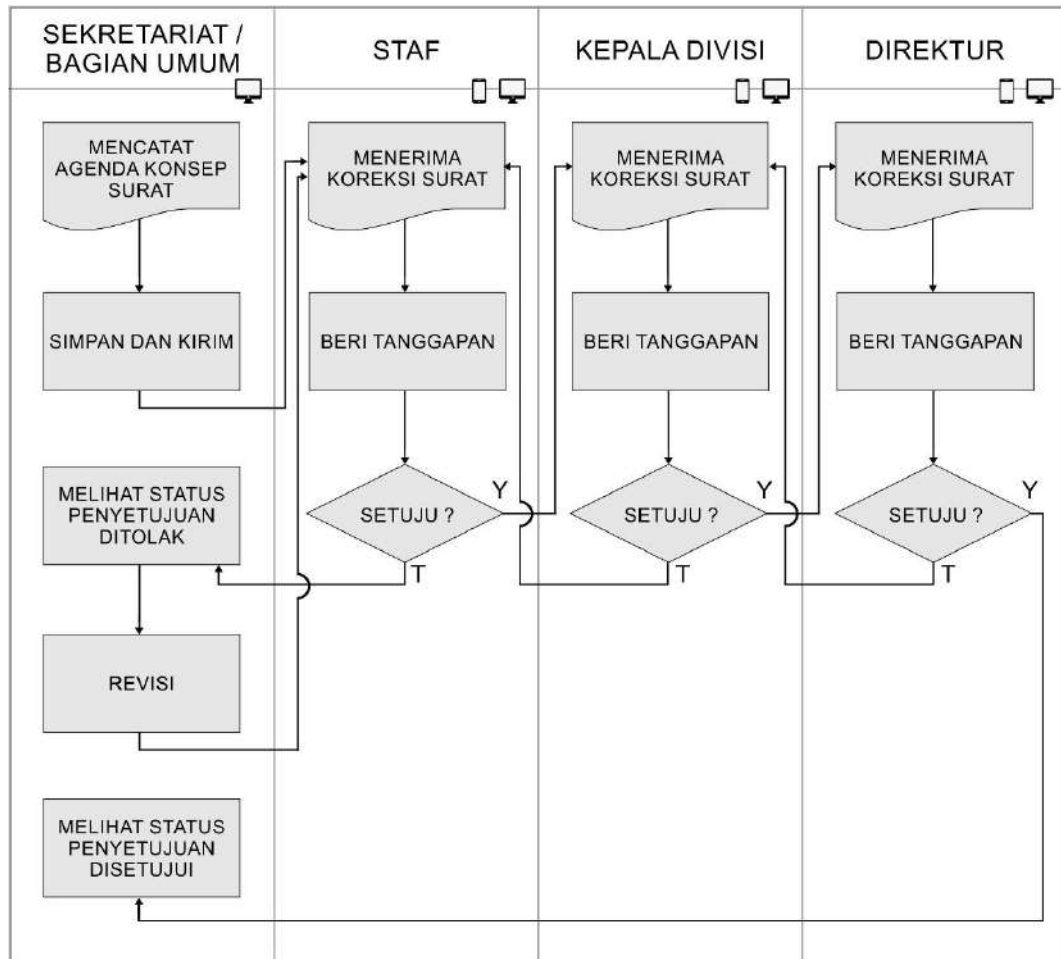 SEKRETARIAT /
BAGIAN UMUM
STAF
KEPALA DIVISI
DIREKTUR
MENCATAT
AGENDA KONSEP
SURAT
MENERIMA
KOREKSI SURAT
MENERIMA
KOREKSI SURAT
MENERIMA
KOREKSI SURAT
SIMPAN DAN KIRIM
BERI TANGGAPAN
BERI TANGGAPAN
BERI TANGGAPAN
MELIHAT STATUS
PENYETUJUAN
DITOLAK
SETUJU ?
Y
T
SETUJU ?
Y
T
SETUJU ?
Y
T
REVISI
MELIHAT STATUS
PENYETUJUAN
DISETUJUI